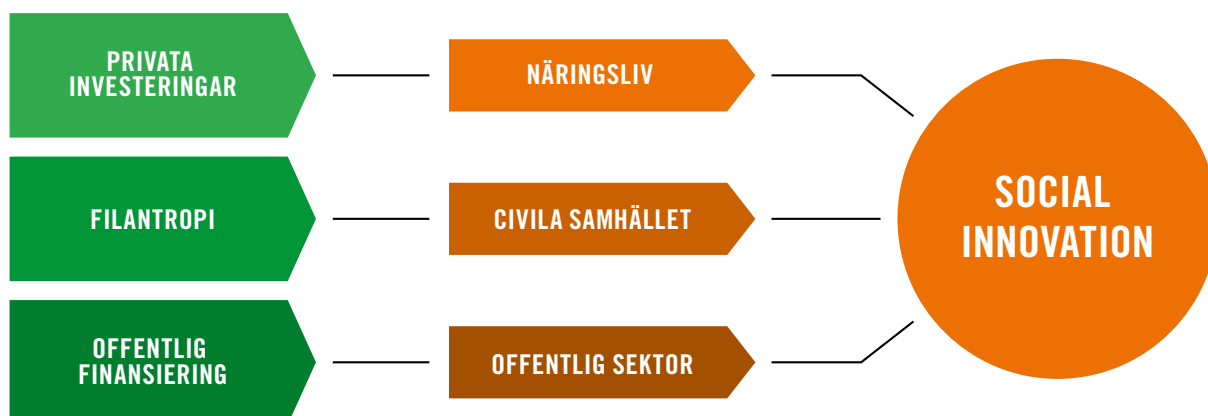 PRIVATA
INVESTERINGAR
NÄRINGSLIV
FILANTROPI
CIVILA SAMHÄLLET
SOCIAL
INNOVATION
OFFENTLIG
FINANSIERING
OFFENTLIG SEKTOR